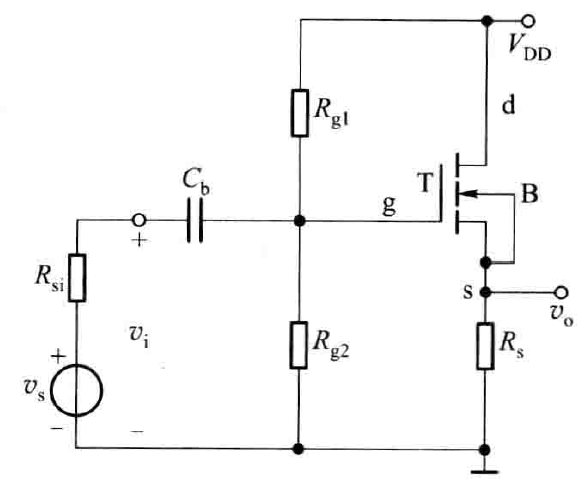 V_DD
R_g1
d
T
B
C_b
g
+
R_si
s
v_o
v_i
R_g2
R_s
+
v_s
−
−